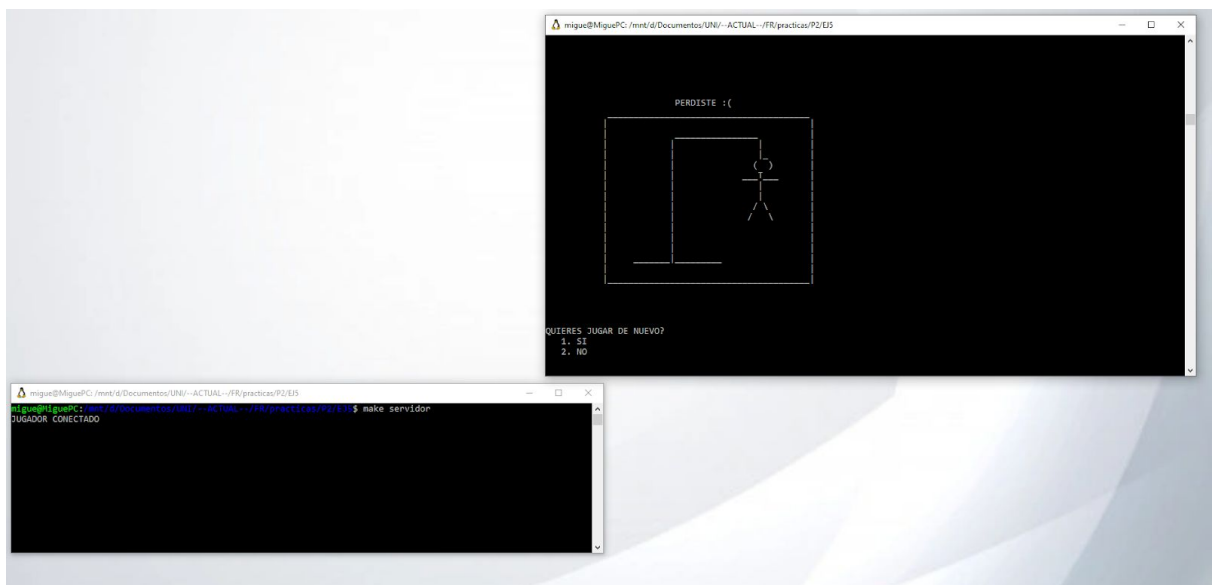 migue@MiguePC: /mnt/d/Documentos/UNI/--ACTUAL--/FR/practicas/P2/EJ5
PERDISTE :(
QUIERES JUGAR DE NUEVO?
1. SI
2. NO
migue@MiguePC: /mnt/d/Documentos/UNI/--ACTUAL--/FR/practicas/P2/EJ5
migue@MiguePC:/mnt/d/Documentos/UNI/--ACTUAL--/FR/practicas/P2/EJ5$ make servidor
JUGADOR CONECTADO